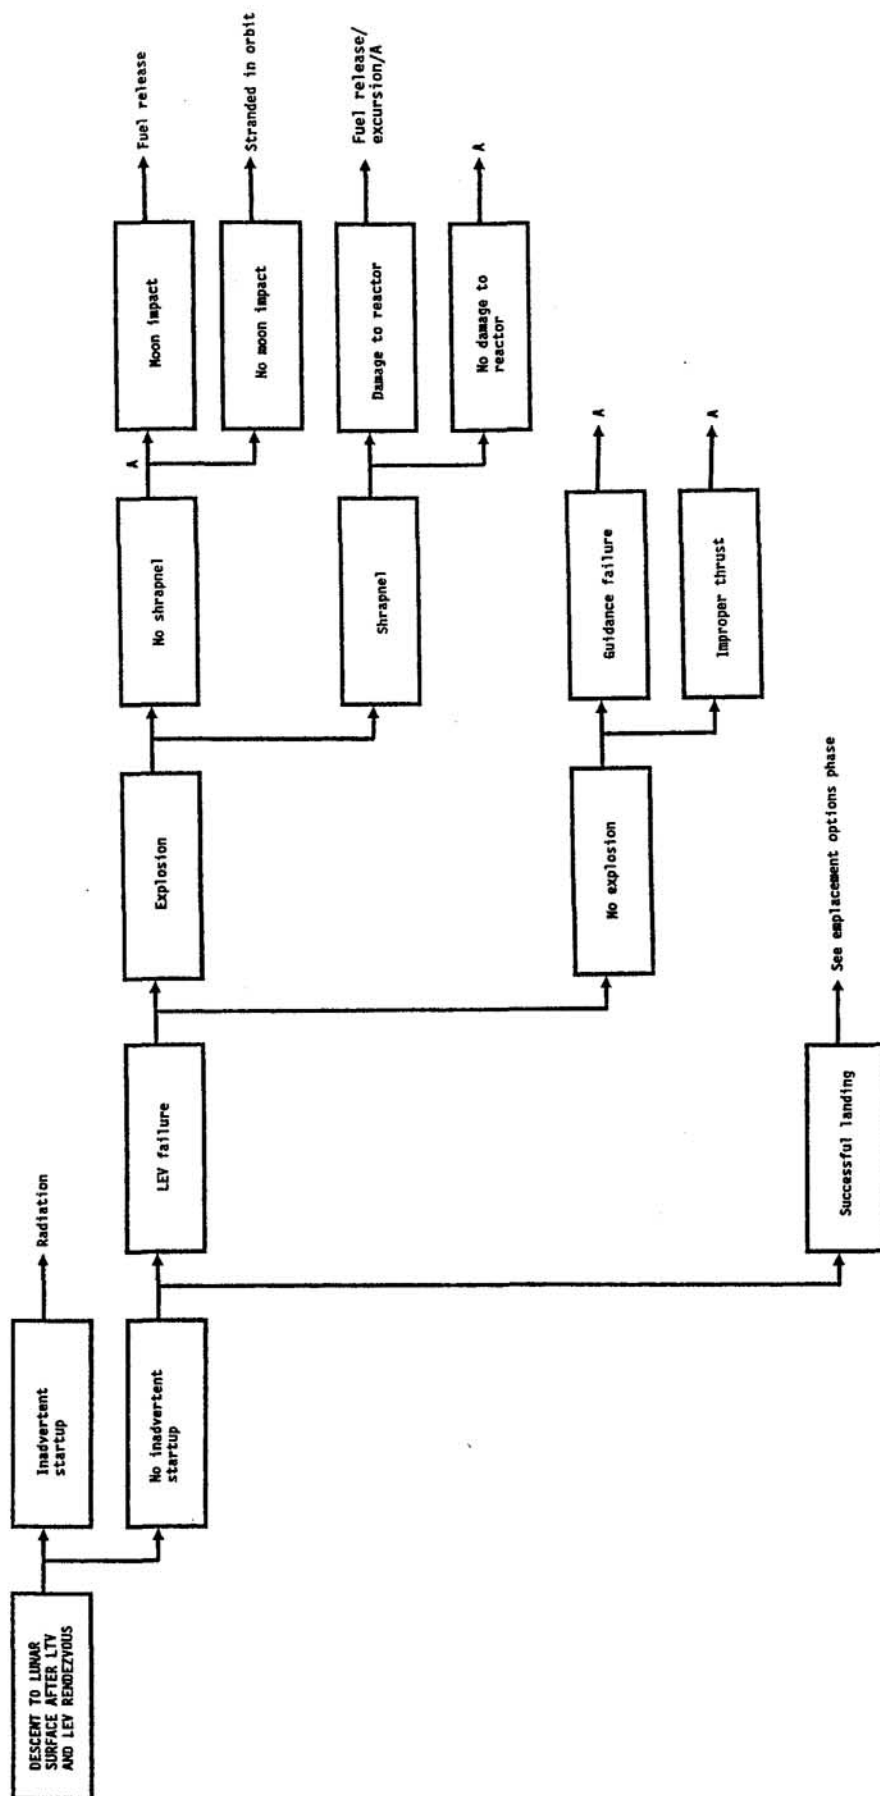 DESCENT TO LUNAR
SURFACE AFTER LTV
AND LEV RENDEZVOUS
Inadvertent
startup
Radiation
No inadvertent
startup
LEV failure
Explosion
No shrapnel
A
Moon impact
Fuel release
No moon impact
Stranded in orbit
Shrapnel
Damage to reactor
Fuel release/
excursion/A
No damage to
reactor
A
No explosion
Guidance failure
A
Improper thrust
A
Successful landing
See emplacement options phase